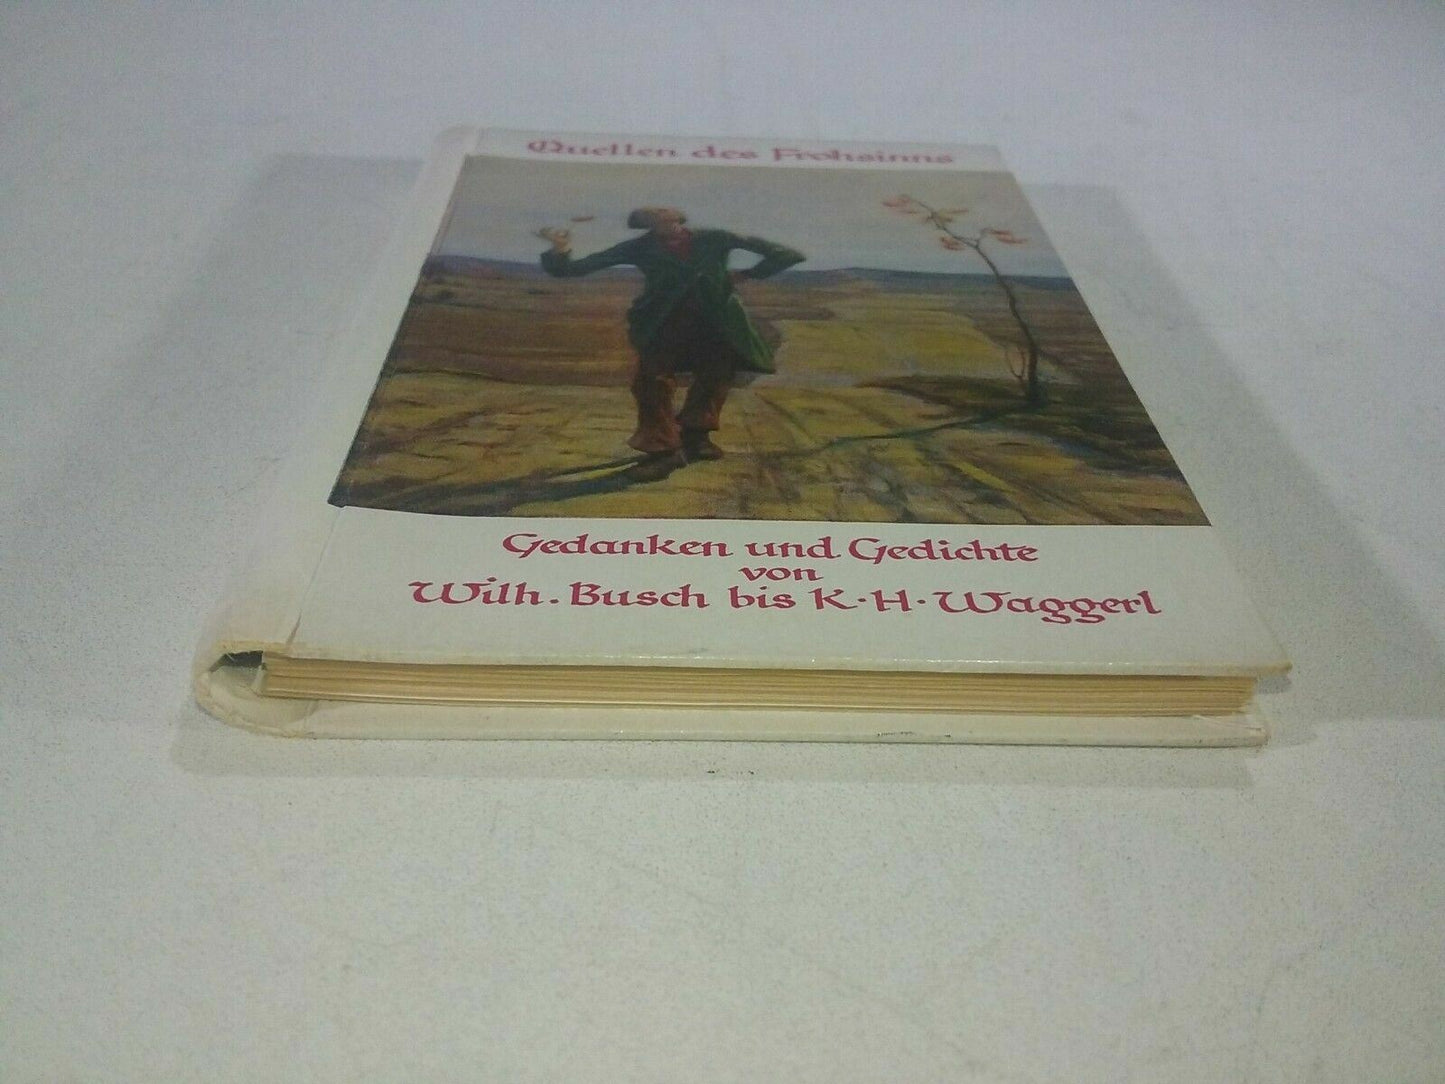 Quellen des Frohsinns
Gedanken und Gedichte
von
Wilh. Busch bis K. H. Waggerl